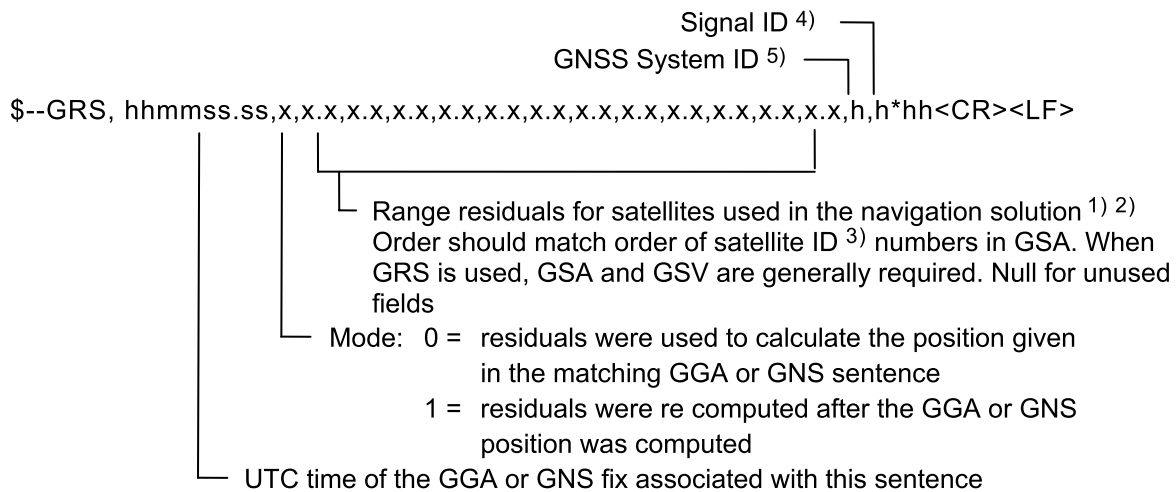 Signal ID 4)
GNSS System ID 5)
$--GRS, hhmmss.ss,x,x.x,x.x,x.x,x.x,x.x,x.x,x.x,x.x,x.x,x.x,x.x,x.x,h,h*hh<CR><LF>
Range residuals for satellites used in the navigation solution 1) 2)
Order should match order of satellite ID 3) numbers in GSA. When
GRS is used, GSA and GSV are generally required. Null for unused
fields
Mode: 0 = residuals were used to calculate the position given
in the matching GGA or GNS sentence
1 = residuals were re computed after the GGA or GNS
position was computed
UTC time of the GGA or GNS fix associated with this sentence